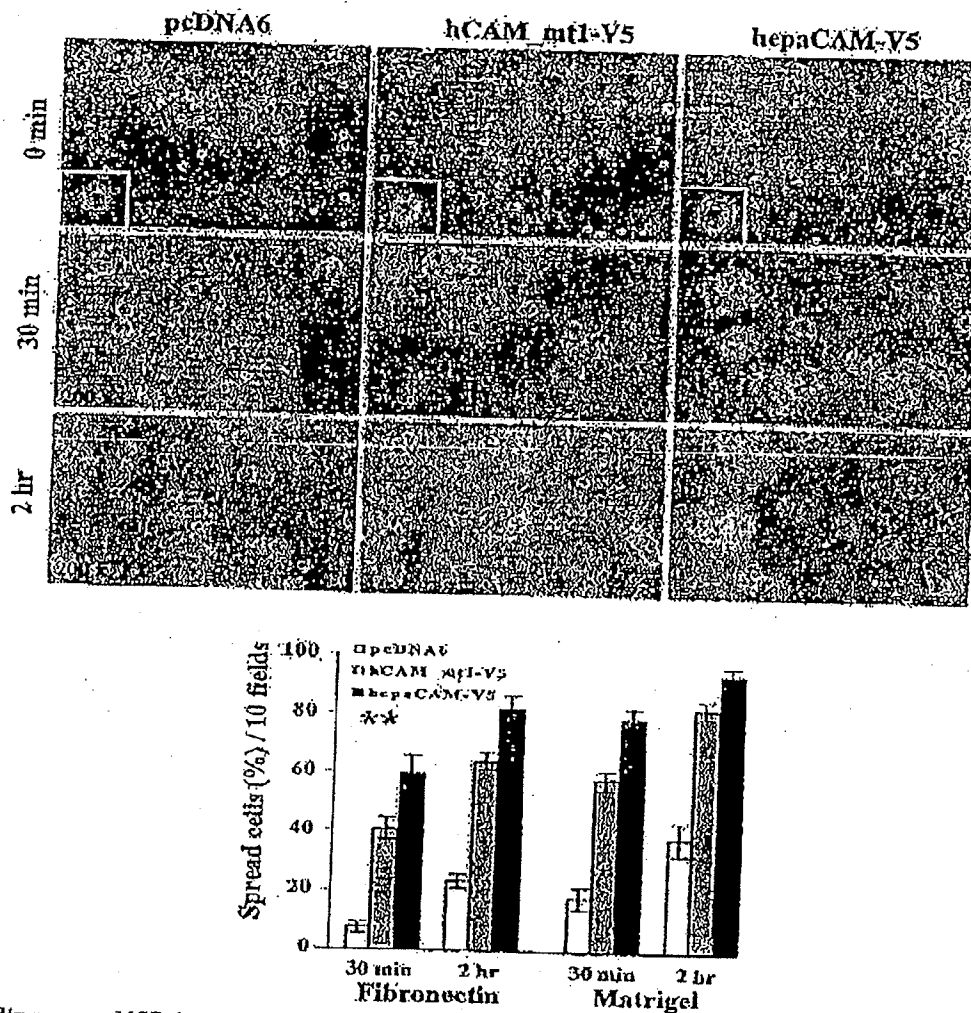 pcDNA6 hCAM_mt1-V5 hepaCAM-V5
0 min
30 min
2 hr
Spread cells (%) / 10 fields
100
80
60
40
20
0
pcDNA6
hCAM_mt1-V5
hepaCAM-V5
**
30 min 2 hr 30 min 2 hr
Fibronectin Matrigel